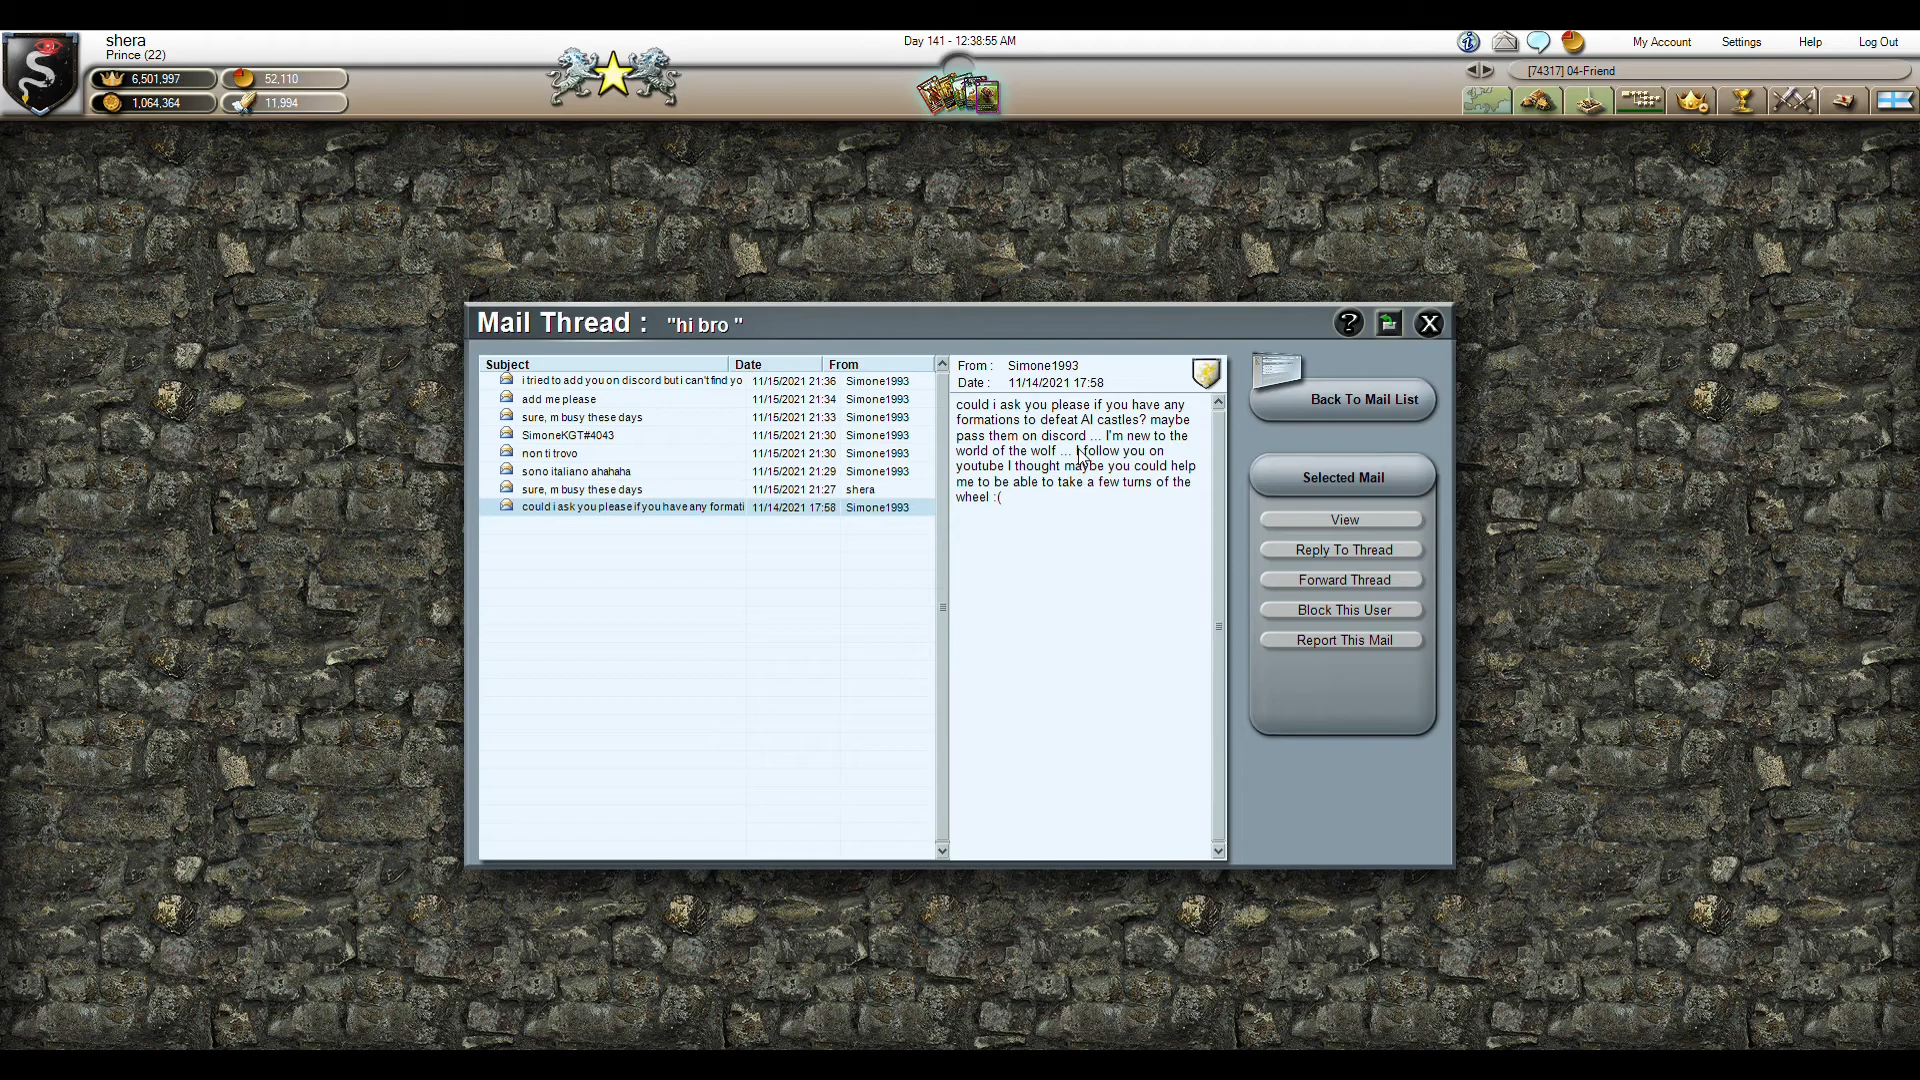 shera
Prince (22)
6,501,997
52,110
1,064,364
11,994
Day 141 - 12:38:55 AM
My Account
Settings
Help
Log Out
[74317] 04-Friend
Mail Thread : "hi bro "
?
X
Subject Date From
i tried to add you on discord but i can't find yo 11/15/2021 21:36 Simone1993
add me please 11/15/2021 21:34 Simone1993
sure, m busy these days 11/15/2021 21:33 Simone1993
SimoneKGT#4043 11/15/2021 21:30 Simone1993
non ti trovo 11/15/2021 21:30 Simone1993
sono italiano ahahaha 11/15/2021 21:29 Simone1993
sure, m busy these days 11/15/2021 21:27 shera
could i ask you please if you have any formati 11/14/2021 17:58 Simone1993
From : Simone1993
Date : 11/14/2021 17:58
could i ask you please if you have any
formations to defeat AI castles? maybe
pass them on discord ... I'm new to the
world of the wolf ... I follow you on
youtube I thought maybe you could help
me to be able to take a few turns of the
wheel :(
Back To Mail List
Selected Mail
View
Reply To Thread
Forward Thread
Block This User
Report This Mail